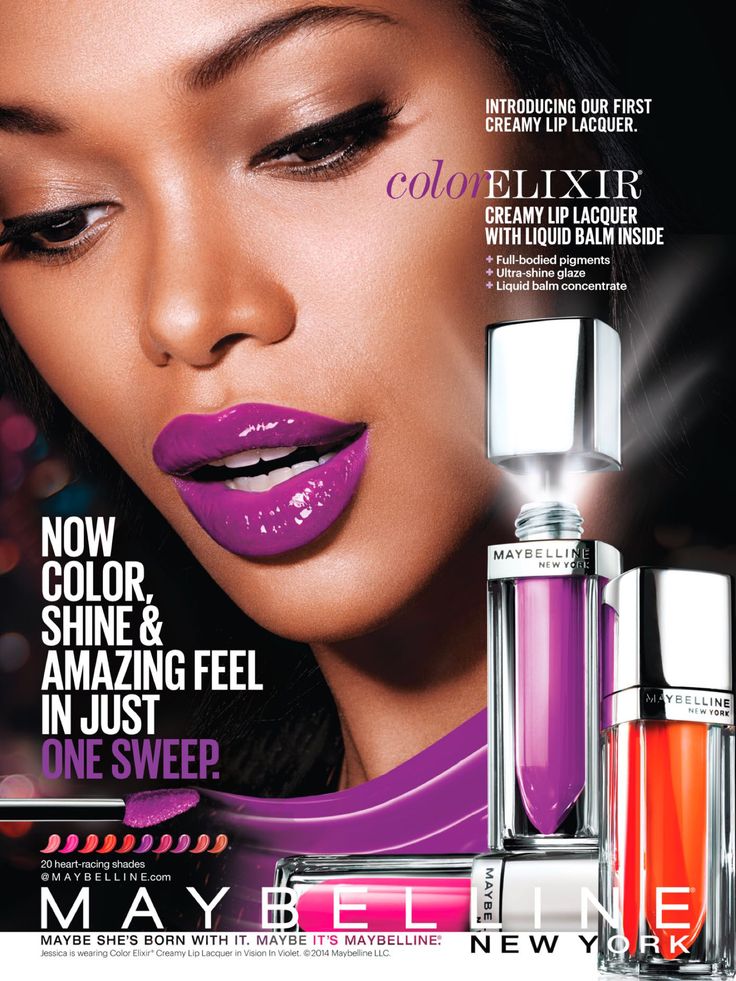 INTRODUCING OUR FIRST
CREAMY LIP LACQUER.
colorELIXIR®
CREAMY LIP LACQUER
WITH LIQUID BALM INSIDE
+ Full-bodied pigments
+ Ultra-shine glaze
+ Liquid balm concentrate
NOW
COLOR,
SHINE &
AMAZING FEEL
IN JUST
ONE SWEEP.
MAYBELLINE
NEW YORK
MAYBELLINE
NEW YORK
MAYBELLINE
20 heart-racing shades
@MAYBELLINE.com
MAYBELLINE®
NEW YORK
MAYBE SHE'S BORN WITH IT. MAYBE IT'S MAYBELLINE.®
Jessica is wearing Color Elixir® Creamy Lip Lacquer in Vision In Violet. ©2014 Maybelline LLC.